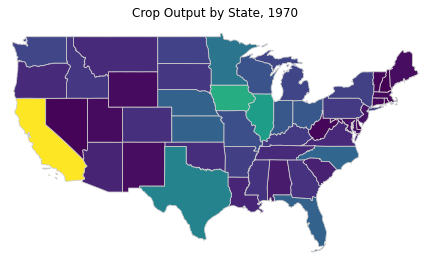 Crop Output by State, 1970